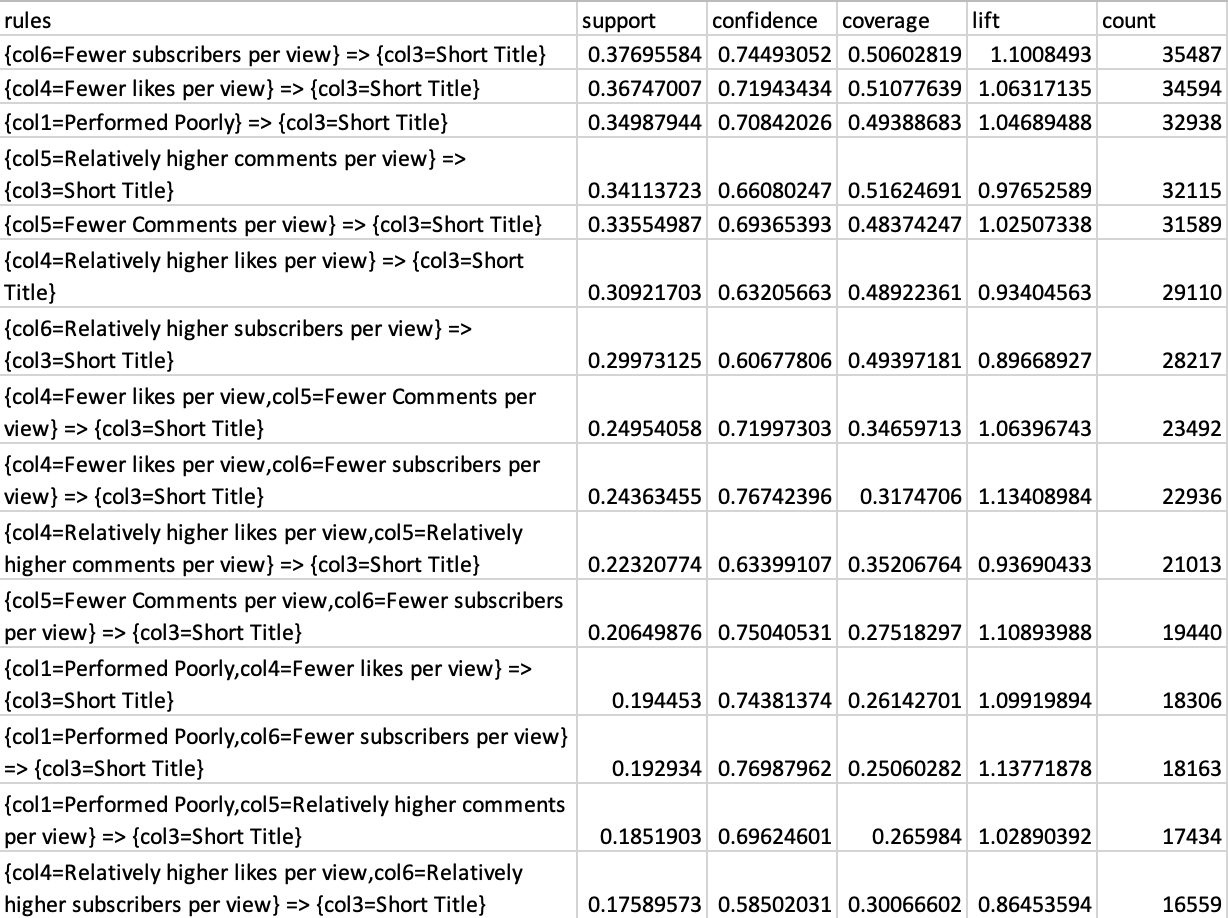 rules support confidence coverage lift count
{col6=Fewer subscribers per view} => {col3=Short Title} 0.37695584 0.74493052 0.50602819 1.1008493 35487
{col4=Fewer likes per view} => {col3=Short Title} 0.36747007 0.71943434 0.51077639 1.06317135 34594
{col1=Performed Poorly} => {col3=Short Title} 0.34987944 0.70842026 0.49388683 1.04689488 32938
{col5=Relatively higher comments per view} =>
{col3=Short Title} 0.34113723 0.66080247 0.51624691 0.97652589 32115
{col5=Fewer Comments per view} => {col3=Short Title} 0.33554987 0.69365393 0.48374247 1.02507338 31589
{col4=Relatively higher likes per view} => {col3=Short
Title} 0.30921703 0.63205663 0.48922361 0.93404563 29110
{col6=Relatively higher subscribers per view} =>
{col3=Short Title} 0.29973125 0.60677806 0.49397181 0.89668927 28217
{col4=Fewer likes per view,col5=Fewer Comments per
view} => {col3=Short Title} 0.24954058 0.71997303 0.34659713 1.06396743 23492
{col4=Fewer likes per view,col6=Fewer subscribers per
view} => {col3=Short Title} 0.24363455 0.76742396 0.3174706 1.13408984 22936
{col4=Relatively higher likes per view,col5=Relatively
higher comments per view} => {col3=Short Title} 0.22320774 0.63399107 0.35206764 0.93690433 21013
{col5=Fewer Comments per view,col6=Fewer subscribers
per view} => {col3=Short Title} 0.20649876 0.75040531 0.27518297 1.10893988 19440
{col1=Performed Poorly,col4=Fewer likes per view} =>
{col3=Short Title} 0.194453 0.74381374 0.26142701 1.09919894 18306
{col1=Performed Poorly,col6=Fewer subscribers per view}
=> {col3=Short Title} 0.192934 0.76987962 0.25060282 1.13771878 18163
{col1=Performed Poorly,col5=Relatively higher comments
per view} => {col3=Short Title} 0.1851903 0.69624601 0.265984 1.02890392 17434
{col4=Relatively higher likes per view,col6=Relatively
higher subscribers per view} => {col3=Short Title} 0.17589573 0.58502031 0.30066602 0.86453594 16559